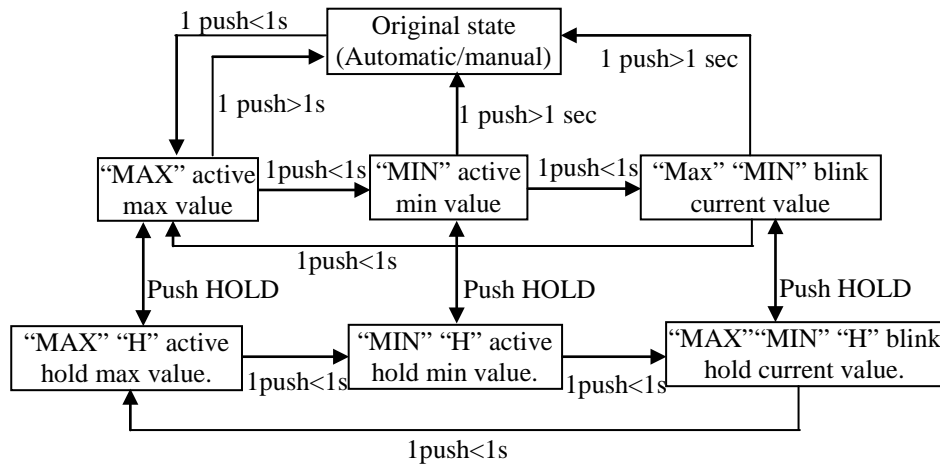 1 push<1s
Original state
(Automatic/manual)
1 push>1 sec
1 push>1s
1 push>1 sec
“MAX” active
max value
1push<1s
“MIN” active
min value
1push<1s
“Max” “MIN” blink
current value
1push<1s
Push HOLD
Push HOLD
Push HOLD
“MAX” “H” active
hold max value.
1push<1s
“MIN” “H” active
hold min value.
1push<1s
“MAX”“MIN” “H” blink
hold current value.
1push<1s